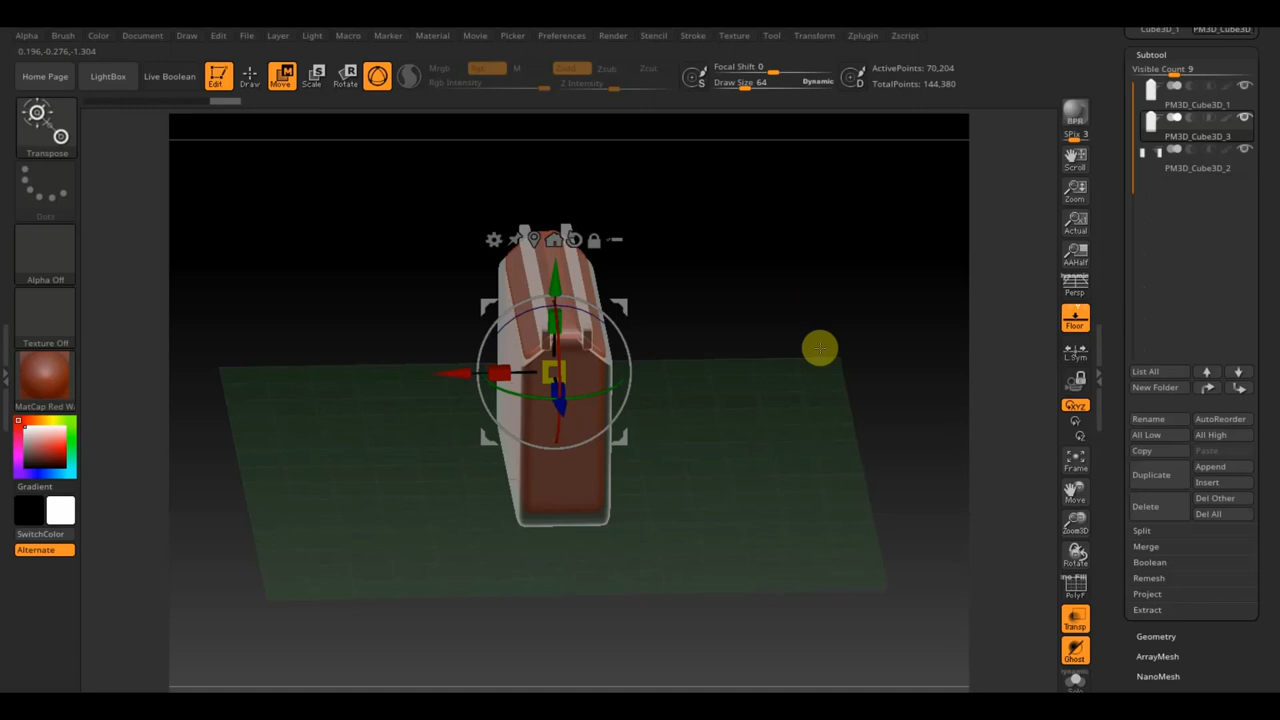 Cube3D_1 PM3D_Cube3D
Alpha Brush Color Document Draw Edit File Layer Light Macro Marker Material Movie Picker Preferences Render Stencil Stroke Texture Tool Transform Zplugin Zscript
0.196,-0.276,-1.304
Subtool
Visible Count 9
Home Page LightBox Live Boolean Edit Draw Move Scale Rotate
Mrgb Rgb M Zadd Zsub Zcut
Rgb Intensity Z Intensity
Focal Shift 0
Draw Size 64 Dynamic
ActivePoints: 70,204
TotalPoints: 144,380
PM3D_Cube3D_1
PM3D_Cube3D_3
PM3D_Cube3D_2
Transpose
Dots
Alpha Off
Texture Off
MatCap Red W
Gradient
SwitchColor
Alternate
BPR
SPix 3
Scroll
Zoom
Actual
AAHalf
Dynamic
Persp
Floor
L.Sym
XYZ
Frame
Move
Zoom3D
Rotate
PolyF
Transp
Ghost
Dynamic
Solo
List All
New Folder
Rename AutoReorder
All Low All High
Copy Paste
Duplicate Append
Insert
Delete Del Other
Del All
Split
Merge
Boolean
Remesh
Project
Extract
Geometry
ArrayMesh
NanoMesh